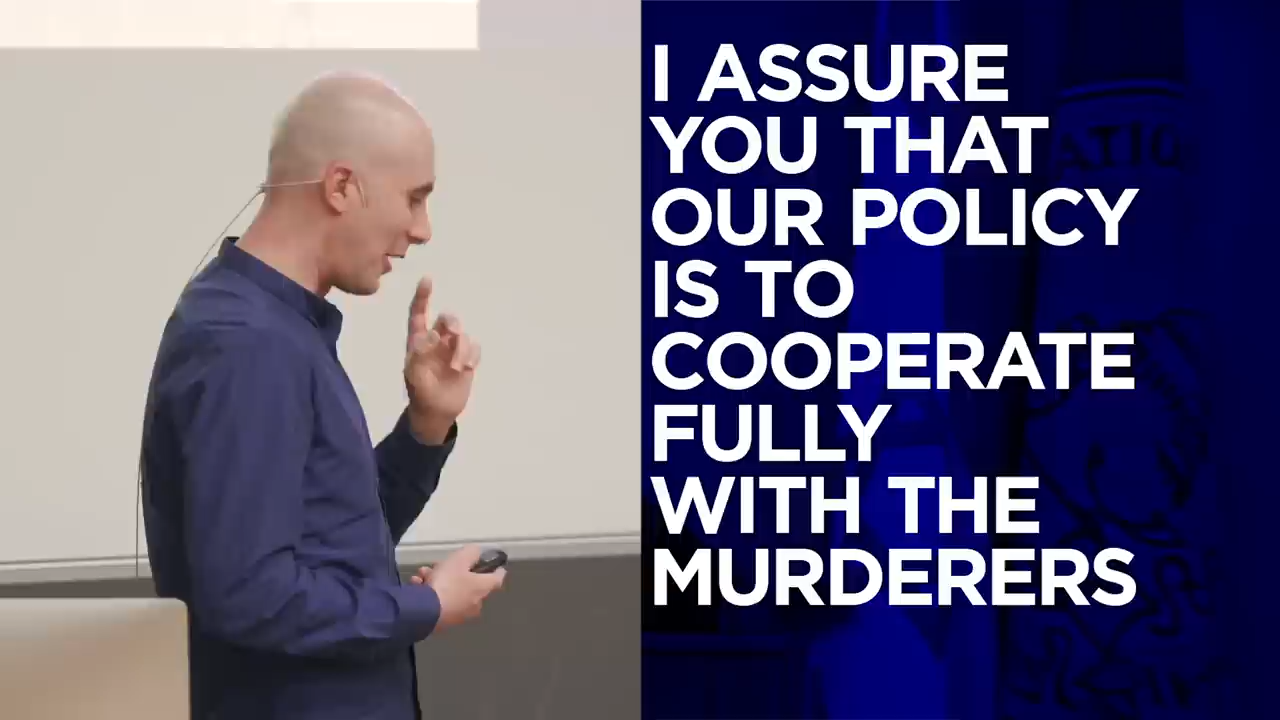 I ASSURE
YOU THAT
OUR POLICY
IS TO
COOPERATE
FULLY
WITH THE
MURDERERS